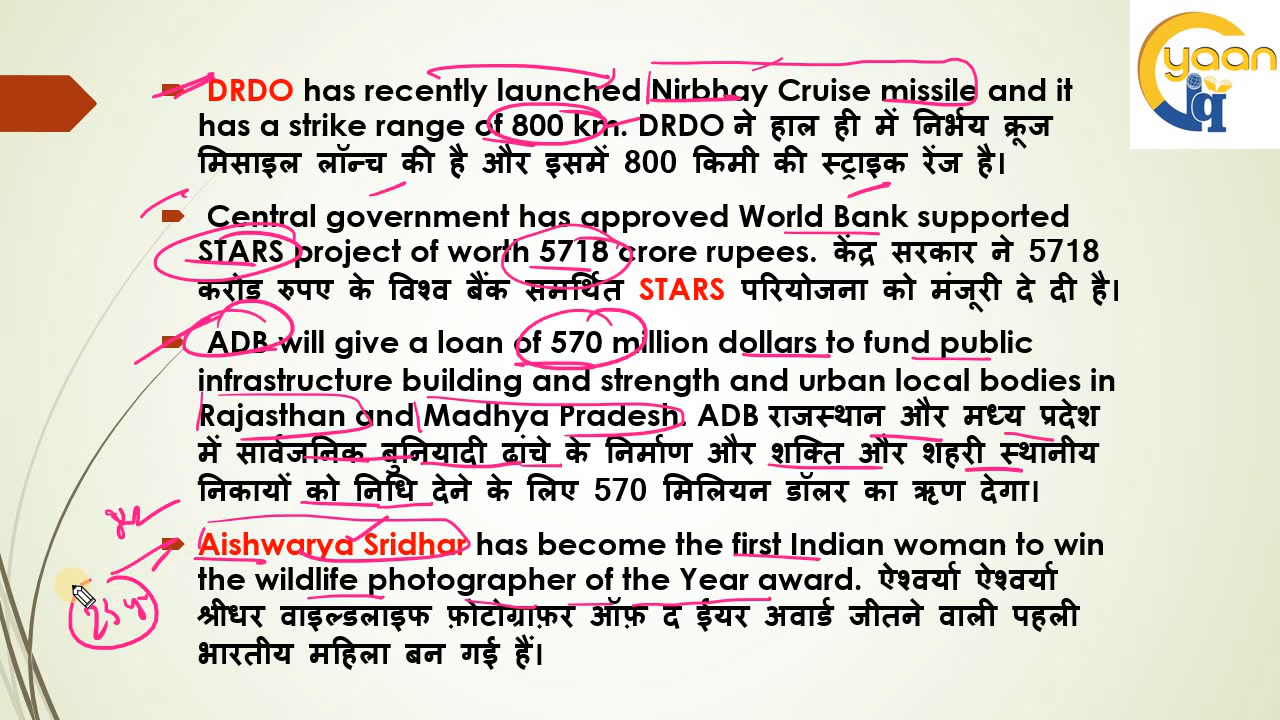 DRDO has recently launched Nirbhay Cruise missile and it
has a strike range of 800 km. DRDO ने हाल ही में निर्भय क्रूज
मिसाइल लॉन्च की है और इसमें 800 किमी की स्ट्राइक रेंज है।
Central government has approved World Bank supported
STARS project of worth 5718 crore rupees. केंद्र सरकार ने 5718
करोड रुपए के विश्व बैंक समर्थित STARS परियोजना को मंजूरी दे दी है।
ADB will give a loan of 570 million dollars to fund public
infrastructure building and strength and urban local bodies in
Rajasthan and Madhya Pradesh. ADB राजस्थान और मध्य प्रदेश
में सार्वजनिक बुनियादी ढांचे के निर्माण और शक्ति और शहरी स्थानीय
निकायों को निधि देने के लिए 570 मिलियन डॉलर का ऋण देगा।
Aishwarya Sridhar has become the first Indian woman to win
the wildlife photographer of the Year award. ऐश्वर्या ऐश्वर्या
श्रीधर वाइल्डलाइफ फ़ोटोग्राफ़र ऑफ़ द ईयर अवार्ड जीतने वाली पहली
भारतीय महिला बन गई हैं।
23 yr
Gyaan
iq